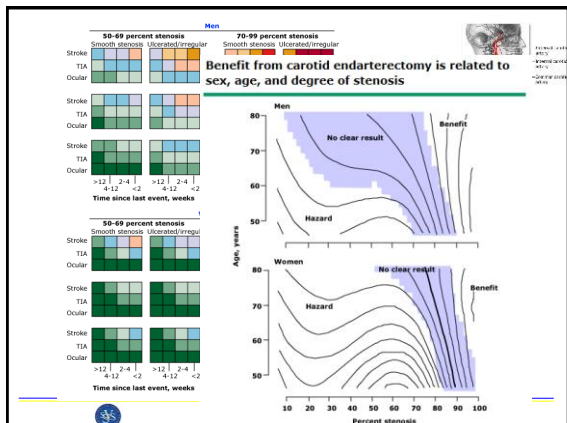 Men
50-69 percent stenosis
Smooth stenosis Ulcerated/irregular
70-99 percent stenosis
Smooth stenosis Ulcerated/irregular
Stroke
TIA
Ocular
Stroke
TIA
Ocular
Stroke
TIA
Ocular
>12 2-4 >12 2-4
4-12 <2 4-12 <2
Time since last event, weeks
50-69 percent stenosis
Smooth stenosis Ulcerated/irregul
Stroke
TIA
Ocular
Stroke
TIA
Ocular
Stroke
TIA
Ocular
>12 2-4 >12 2-4
4-12 <2 4-12 <2
Time since last event, weeks
SVS
Benefit from carotid endarterectomy is related to
sex, age, and degree of stenosis
Men
80
70
60
50
No clear result
Benefit
Hazard
Age, years
Women
80
70
60
50
No clear result
Benefit
Hazard
10 20 30 40 50 60 70 80 90 100
Percent stenosis
artery
artery
artery